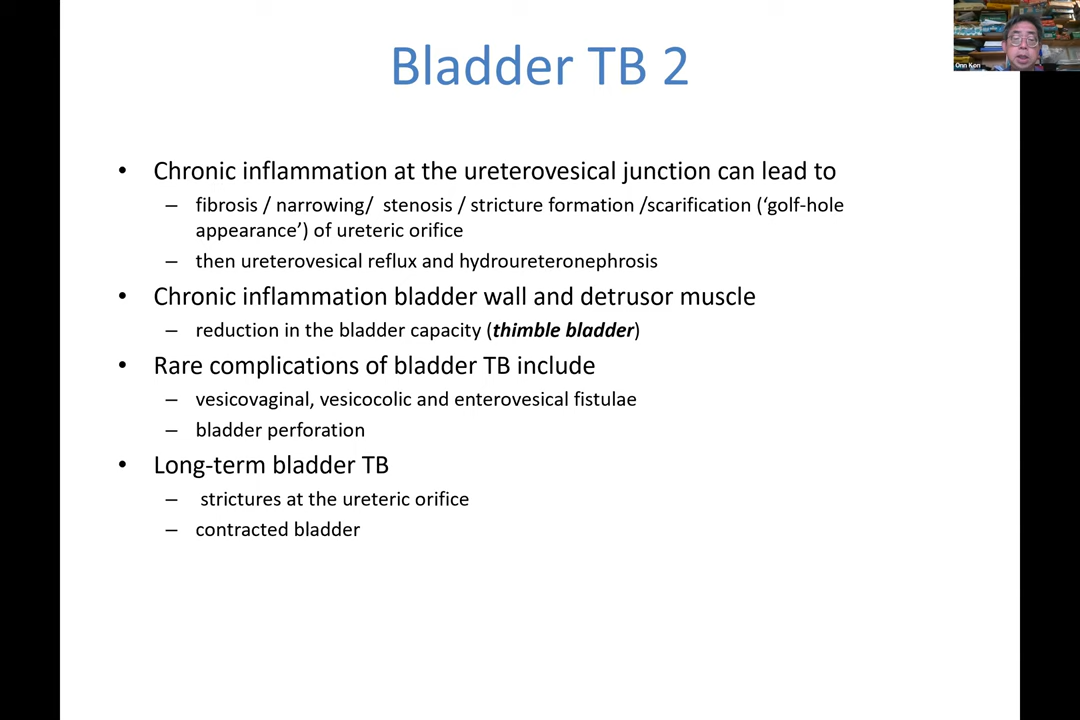 Bladder TB 2
Onn Kon
• Chronic inflammation at the ureterovesical junction can lead to
– fibrosis / narrowing/ stenosis / stricture formation /scarification (‘golf-hole
appearance’) of ureteric orifice
– then ureterovesical reflux and hydroureteronephrosis
• Chronic inflammation bladder wall and detrusor muscle
– reduction in the bladder capacity (thimble bladder)
• Rare complications of bladder TB include
– vesicovaginal, vesicocolic and enterovesical fistulae
– bladder perforation
• Long-term bladder TB
– strictures at the ureteric orifice
– contracted bladder